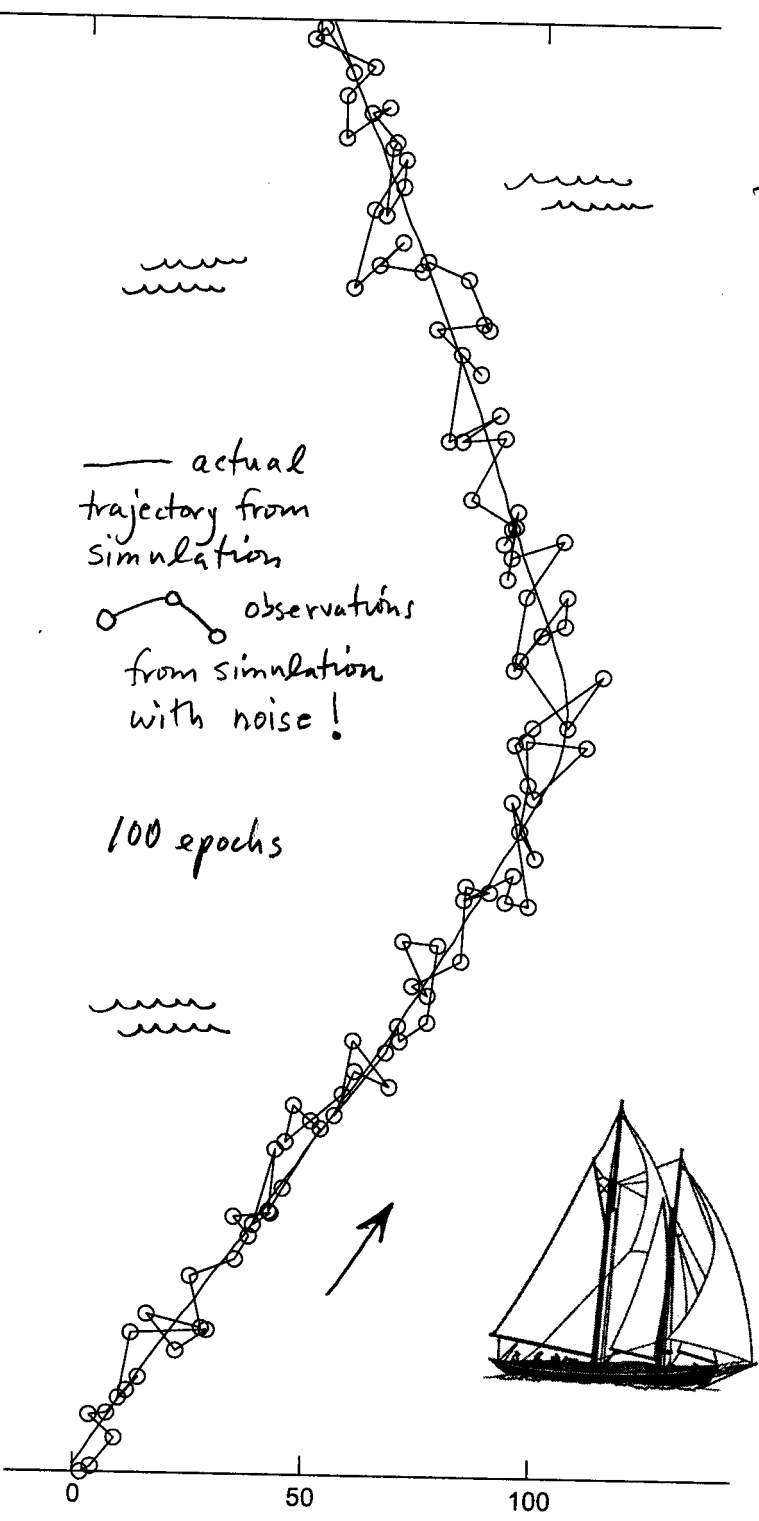 actual
trajectory from
simulation
observations
from simulation
with noise!
100 epochs
0 50 100